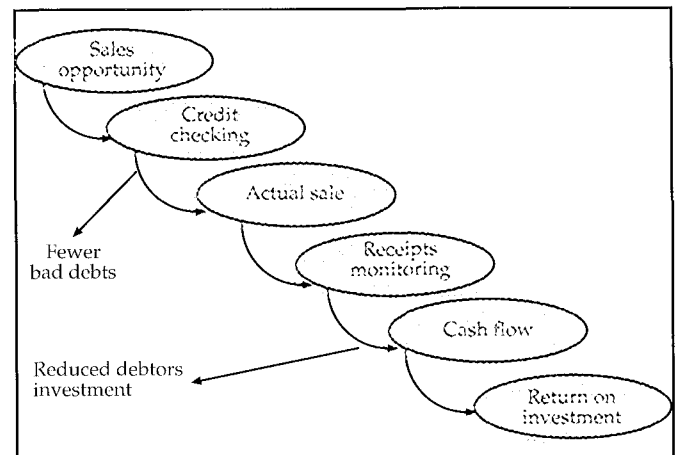 Sales
opportunity
Credit
checking
Actual sale
Fewer
bad debts
Receipts
monitoring
Cash flow
Reduced debtors
investment
Return on
investment